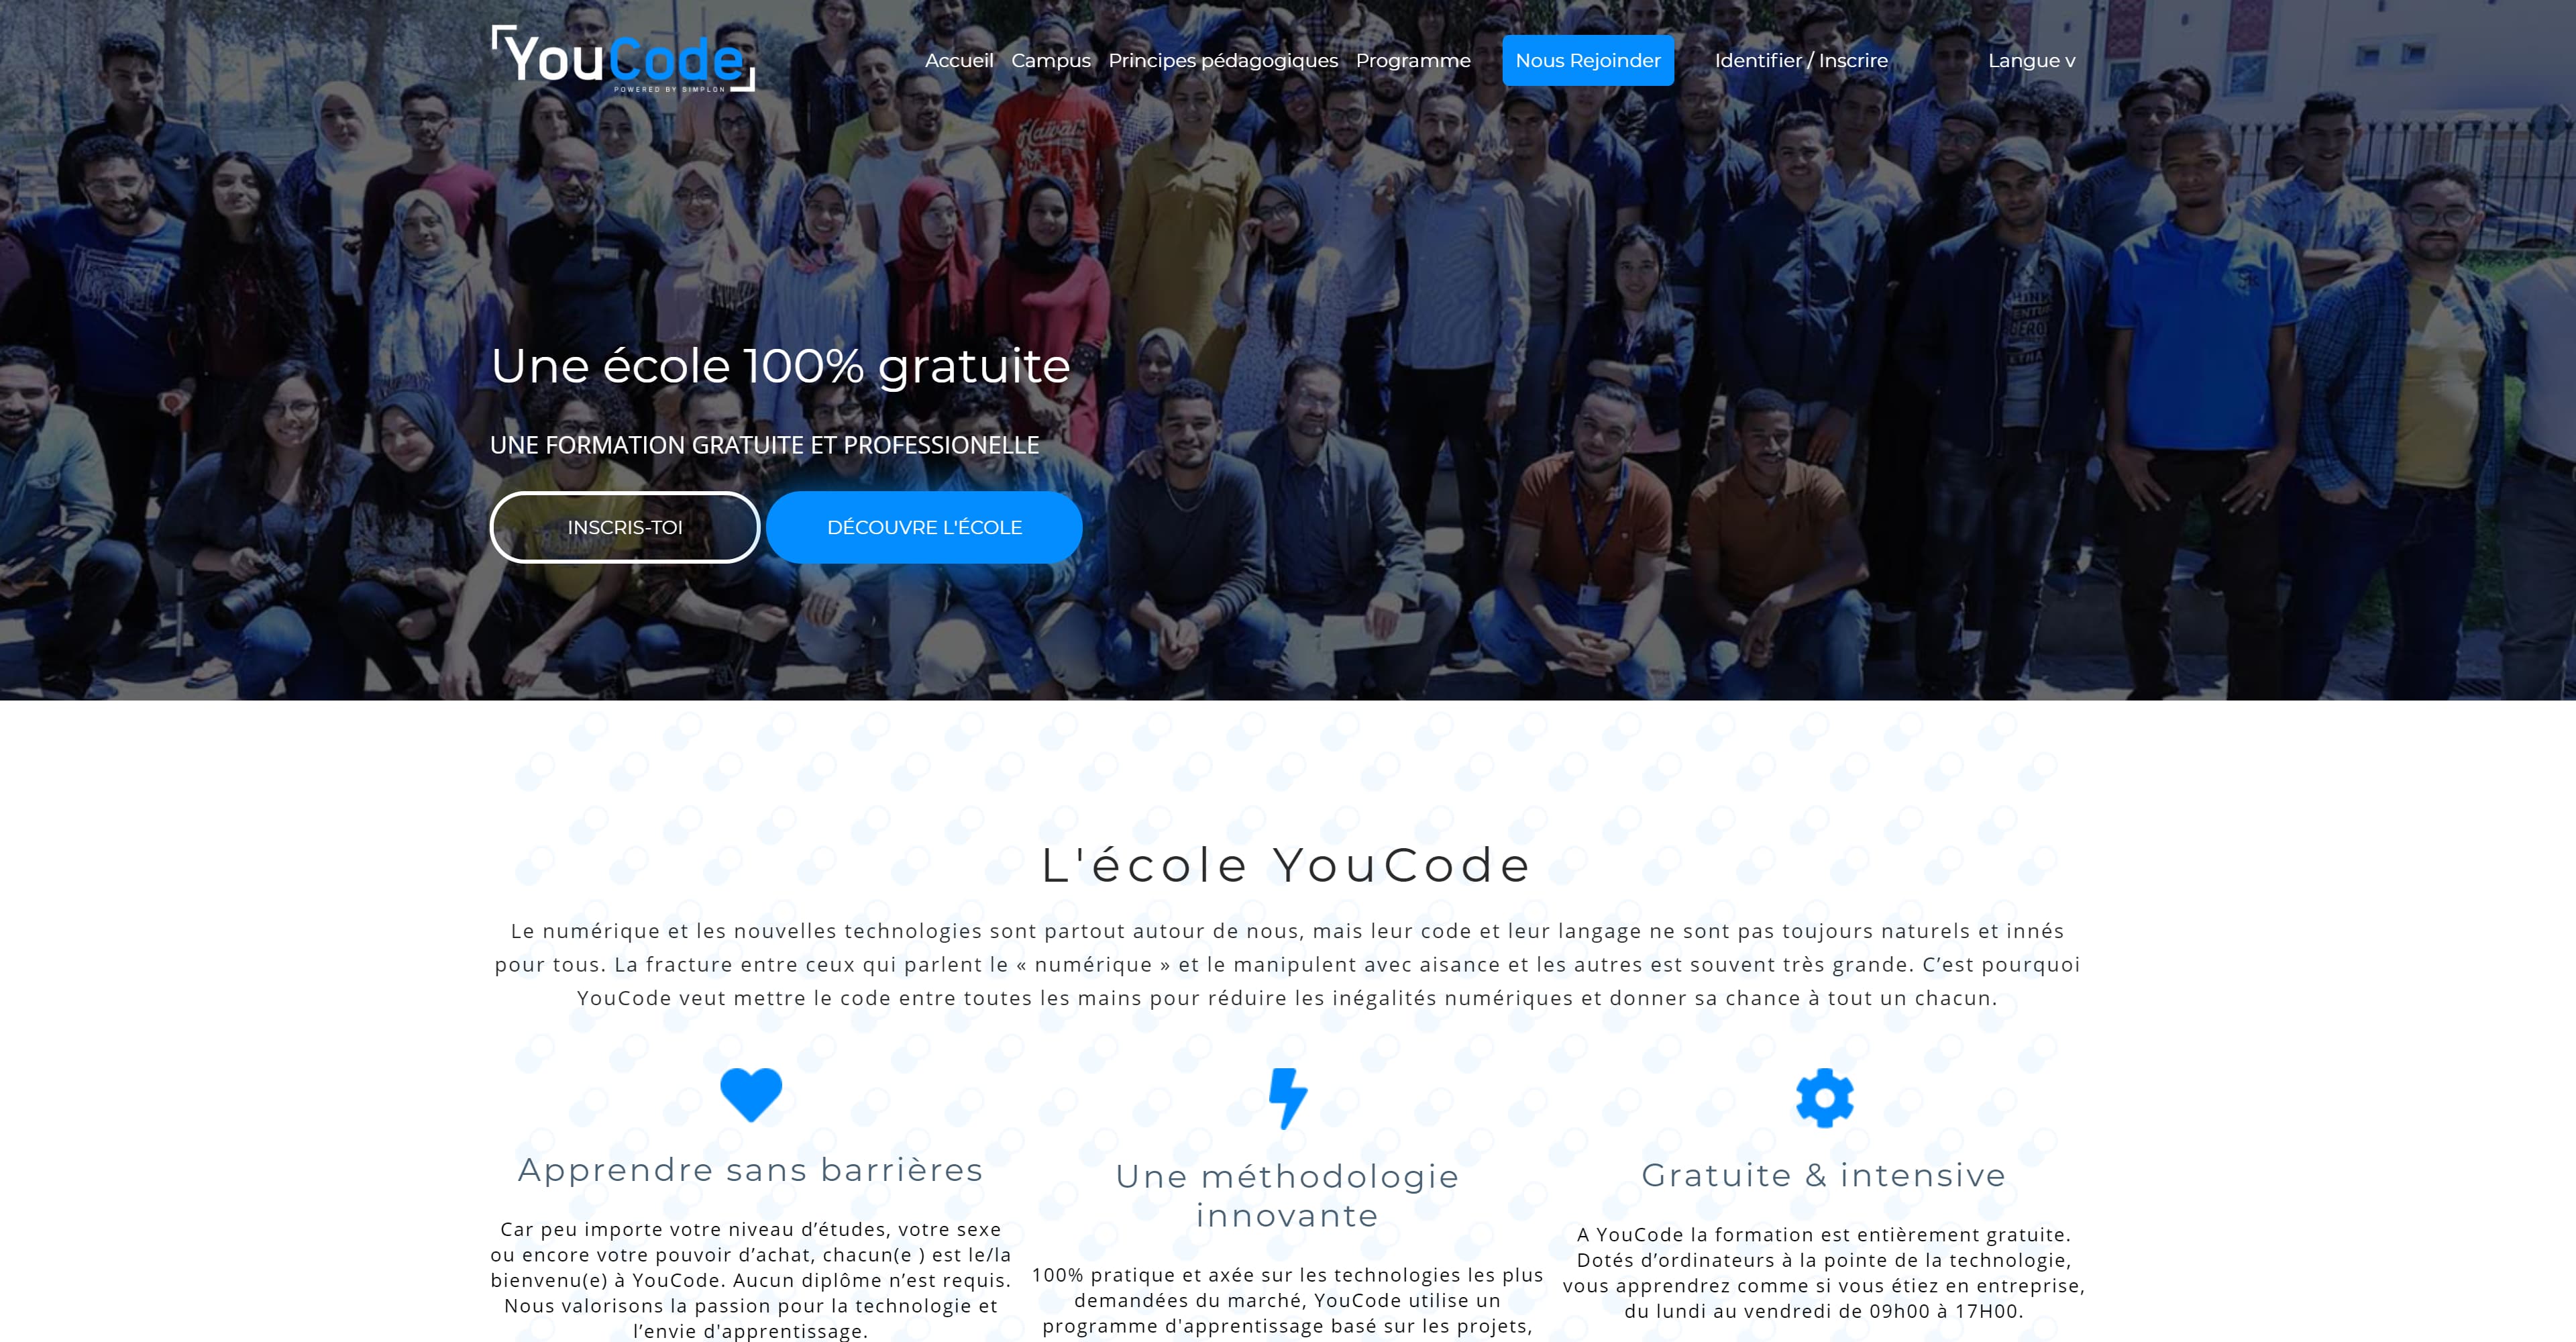 YouCode
POWERED BY SIMPLON
Accueil Campus Principes pédagogiques Programme Nous Rejoinder Identifier / Inscrire Langue v
Haiwais
Une école 100% gratuite
UNE FORMATION GRATUITE ET PROFESSIONELLE
INSCRIS-TOI DÉCOUVRE L'ÉCOLE
L'école YouCode
Le numérique et les nouvelles technologies sont partout autour de nous, mais leur code et leur langage ne sont pas toujours naturels et innés
pour tous. La fracture entre ceux qui parlent le « numérique » et le manipulent avec aisance et les autres est souvent très grande. C’est pourquoi
YouCode veut mettre le code entre toutes les mains pour réduire les inégalités numériques et donner sa chance à tout un chacun.
Apprendre sans barrières
Car peu importe votre niveau d’études, votre sexe
ou encore votre pouvoir d’achat, chacun(e ) est le/la
bienvenu(e) à YouCode. Aucun diplôme n’est requis.
Nous valorisons la passion pour la technologie et
l’envie d'apprentissage.
Une méthodologie
innovante
100% pratique et axée sur les technologies les plus
demandées du marché, YouCode utilise un
programme d'apprentissage basé sur les projets,
Gratuite & intensive
A YouCode la formation est entièrement gratuite.
Dotés d’ordinateurs à la pointe de la technologie,
vous apprendrez comme si vous étiez en entreprise,
du lundi au vendredi de 09h00 à 17H00.